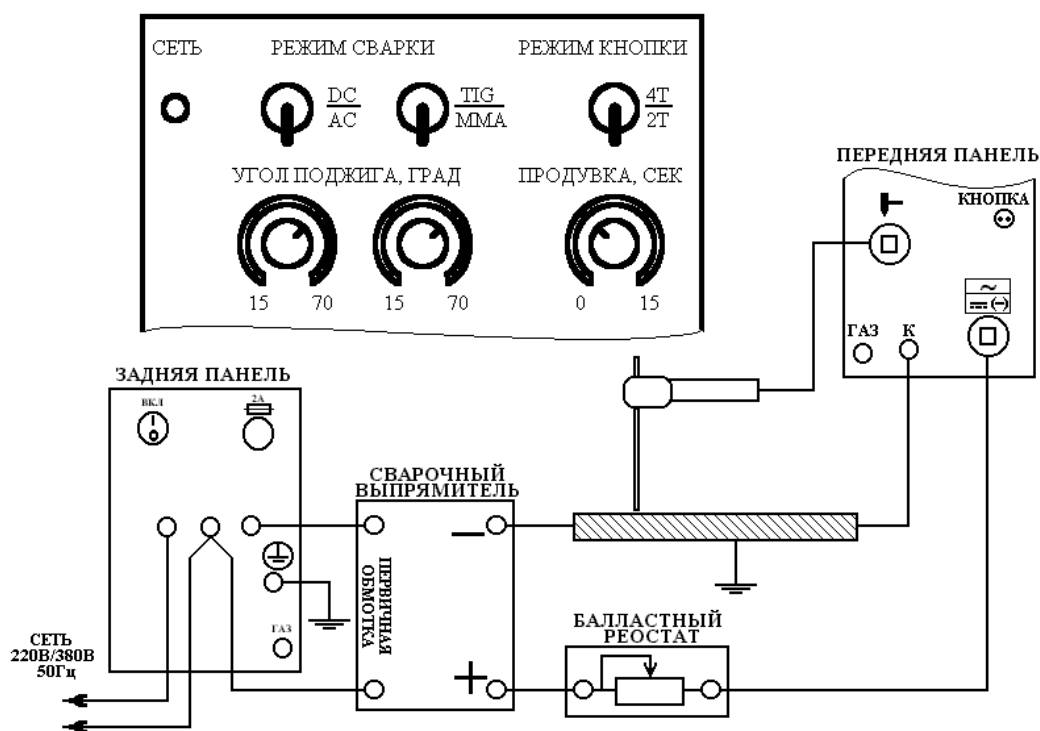 СЕТЬ РЕЖИМ СВАРКИ РЕЖИМ КНОПКИ
DC TIG 4T
AC MMA 2T
УГОЛ ПОДЖИГА, ГРАД ПРОДУВКА, СЕК
15 70 15 70 0 15
ПЕРЕДНЯЯ ПАНЕЛЬ
КНОПКА
~
(−)
ГАЗ К
ЗАДНЯЯ ПАНЕЛЬ
ВКЛ 2А
ГАЗ
СВАРОЧНЫЙ
ВЫПРЯМИТЕЛЬ
−
+
ПЕРВИЧНАЯ
ОБМОТКА
БАЛЛАСТНЫЙ
РЕОСТАТ
СЕТЬ
220В/380В
50Гц